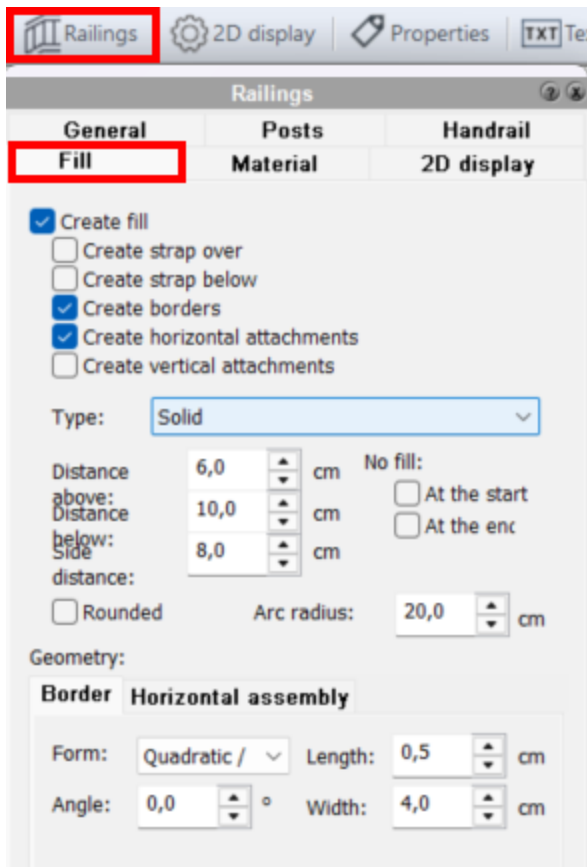 Railings 2D display Properties TXT Te
Railings ? x
General Posts Handrail
Fill Material 2D display
Create fill
Create strap over
Create strap below
Create borders
Create horizontal attachments
Create vertical attachments
Type: Solid
Distance above: 6,0 cm No fill:
At the start
Distance below: 10,0 cm At the end
Side distance: 8,0 cm
Rounded Arc radius: 20,0 cm
Geometry:
Border Horizontal assembly
Form: Quadratic / Length: 0,5 cm
Angle: 0,0 ° Width: 4,0 cm